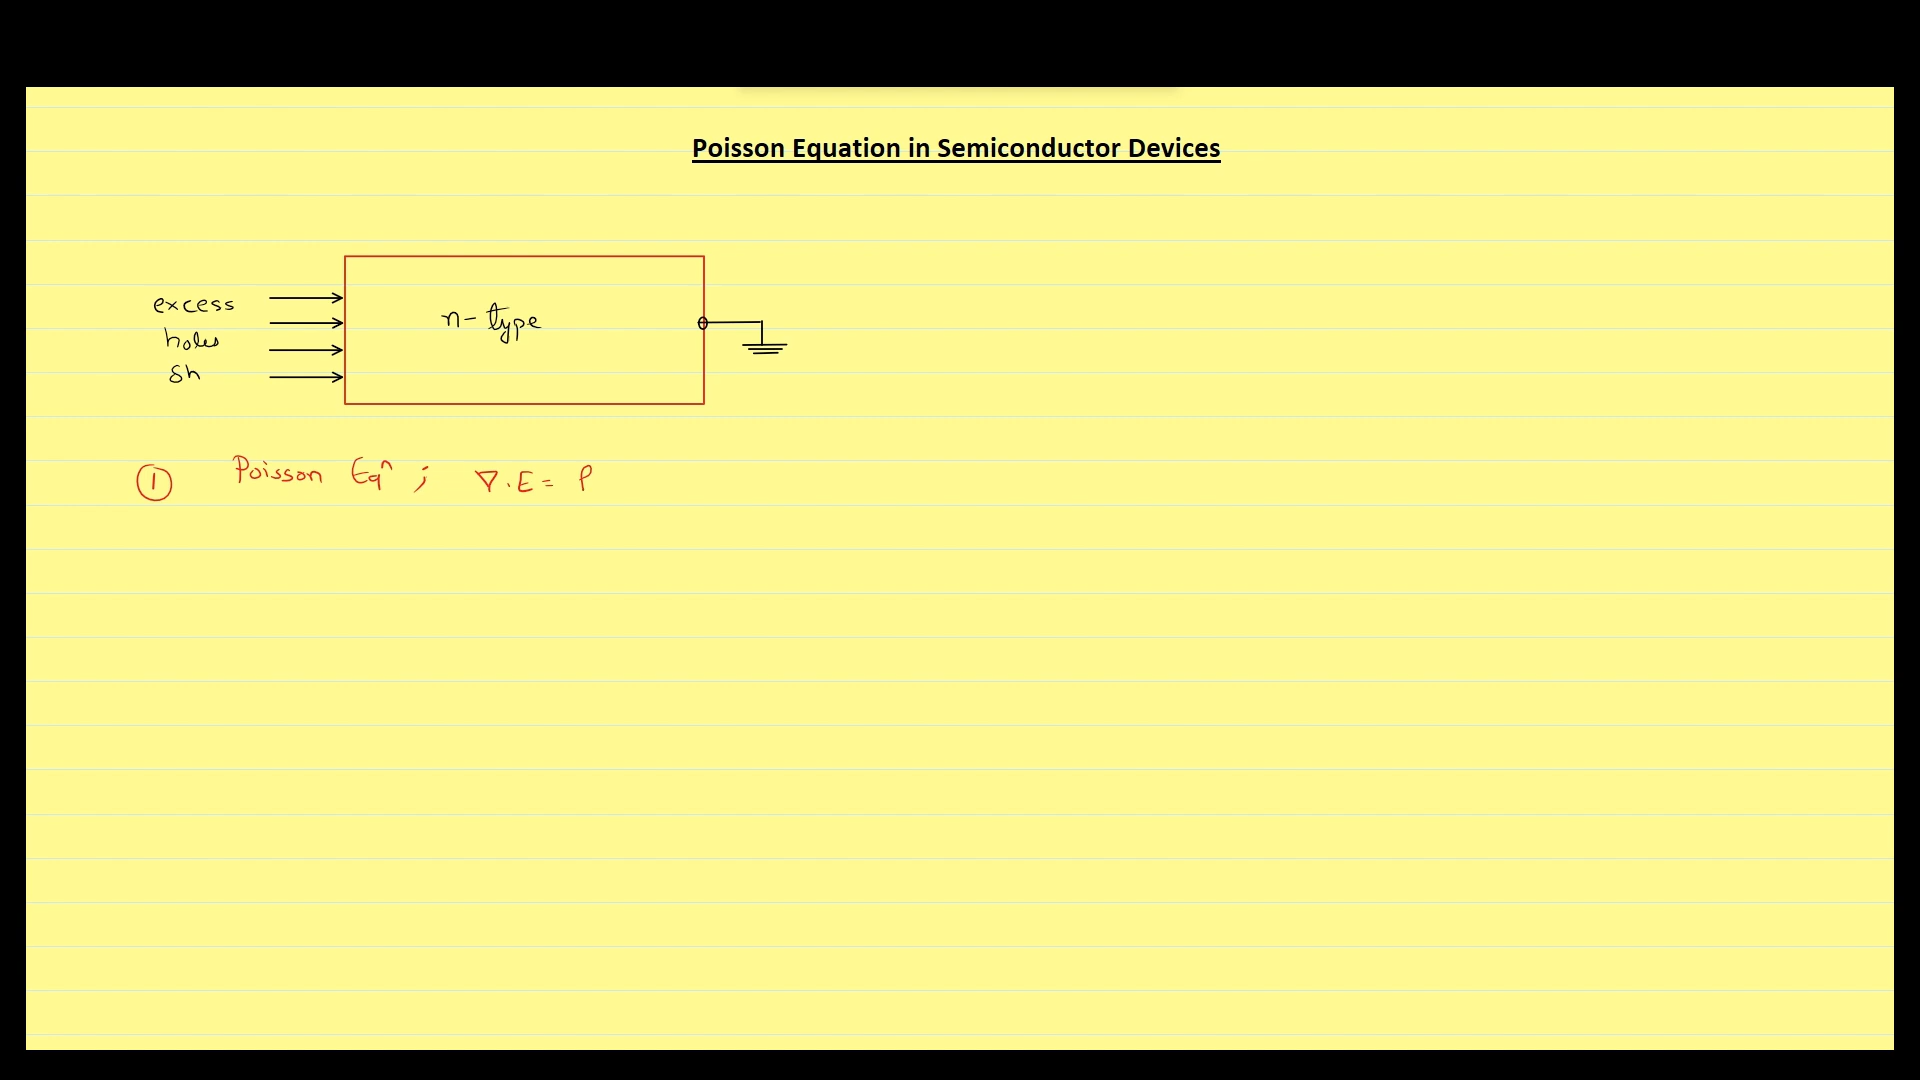 Poisson Equation in Semiconductor Devices
excess
holes
δh
n-type
① Poisson Eqⁿ ; ∇.E = ρ